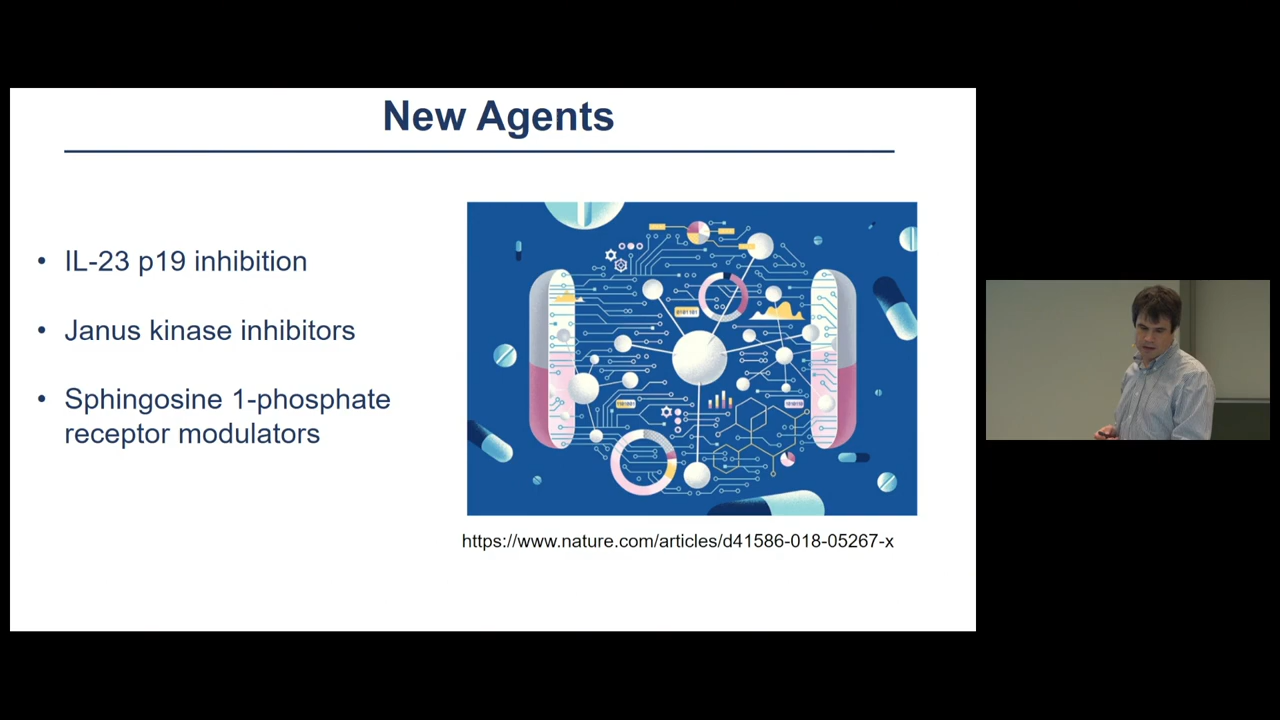 New Agents
• IL-23 p19 inhibition
• Janus kinase inhibitors
• Sphingosine 1-phosphate
receptor modulators
https://www.nature.com/articles/d41586-018-05267-x